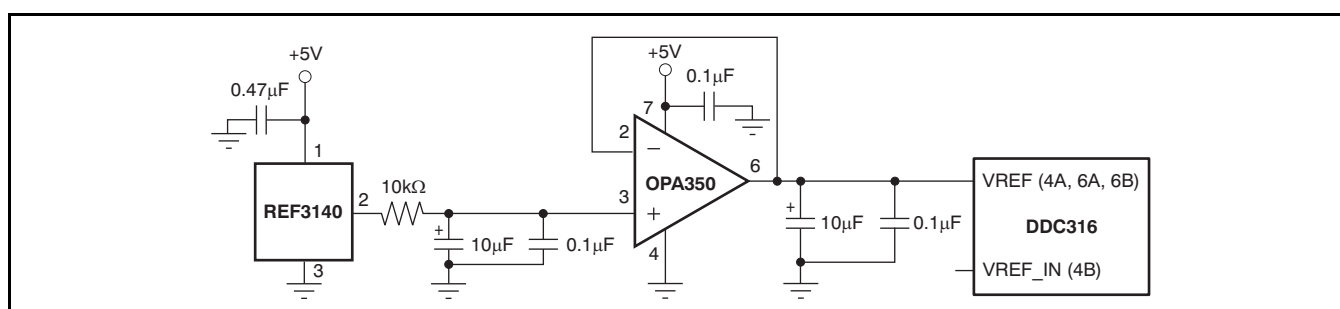 +5V
0.47µF
1
REF3140
2
3
10kΩ
+
10µF
0.1µF
+5V
0.1µF
7
2
−
OPA350
6
3
+
4
+
10µF
0.1µF
VREF (4A, 6A, 6B)
DDC316
VREF_IN (4B)